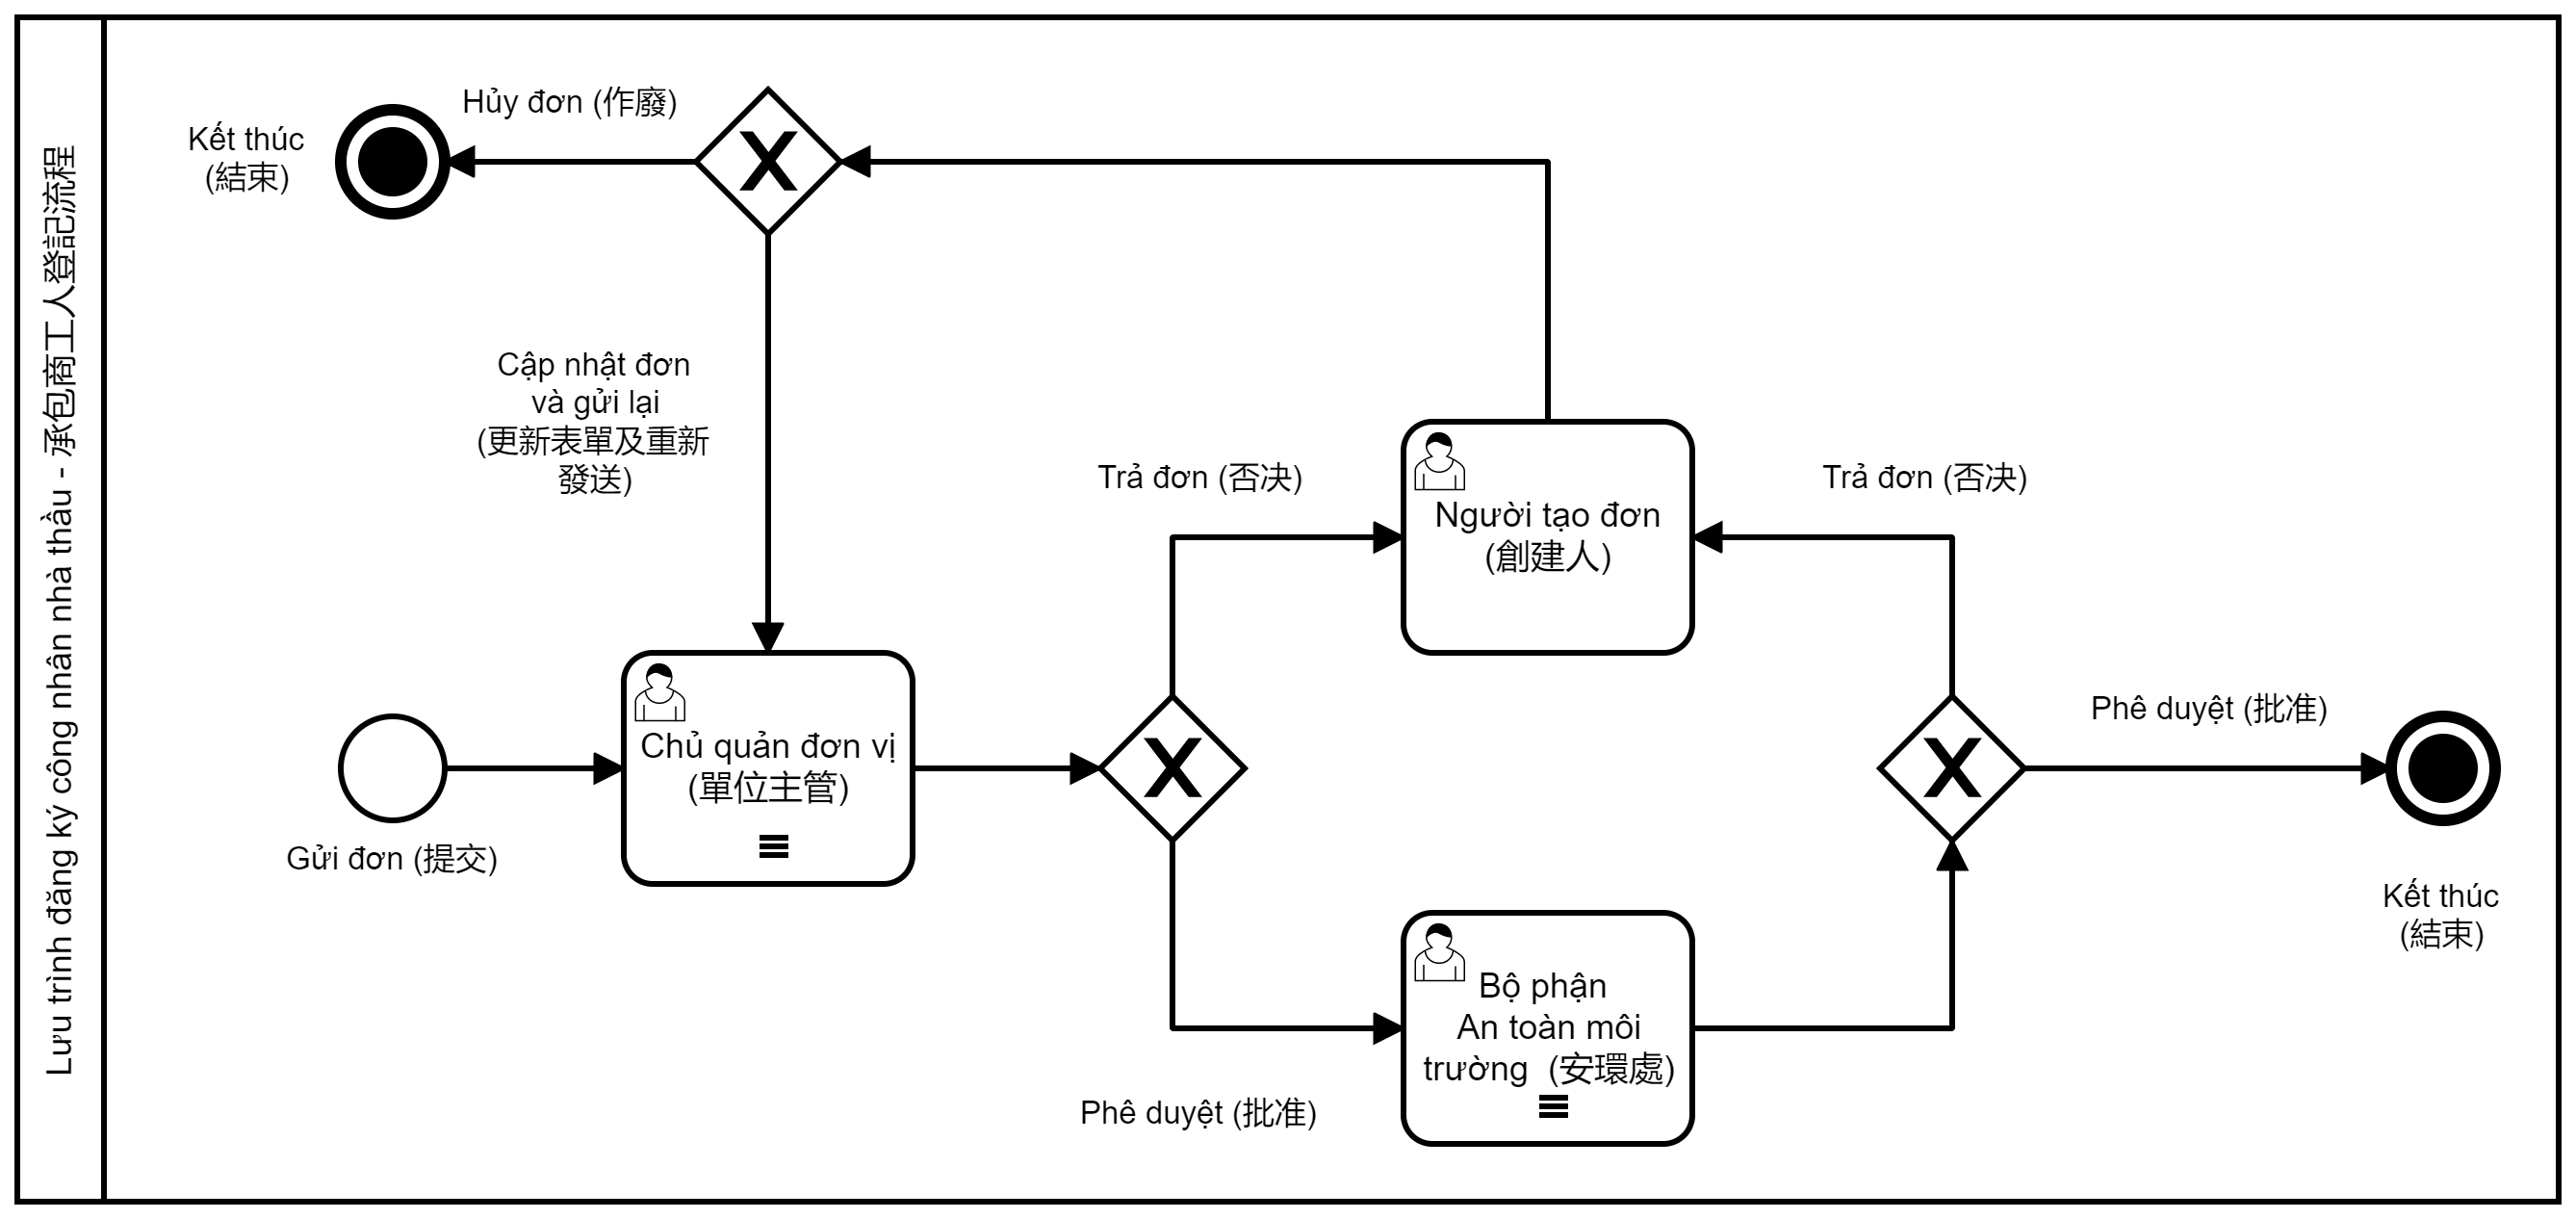 Lưu trình đăng ký công nhân nhà thầu - 承包商工人登記流程
Hủy đơn (作廢)
Kết thúc
(結束)
Cập nhật đơn
và gửi lại
(更新表單及重新
發送)
Trả đơn (否决)
Người tạo đơn
(創建人)
Trả đơn (否决)
Chủ quản đơn vị
(單位主管)
Gửi đơn (提交)
Phê duyệt (批准)
Kết thúc
(結束)
Bộ phận
An toàn môi
trường (安環處)
Phê duyệt (批准)